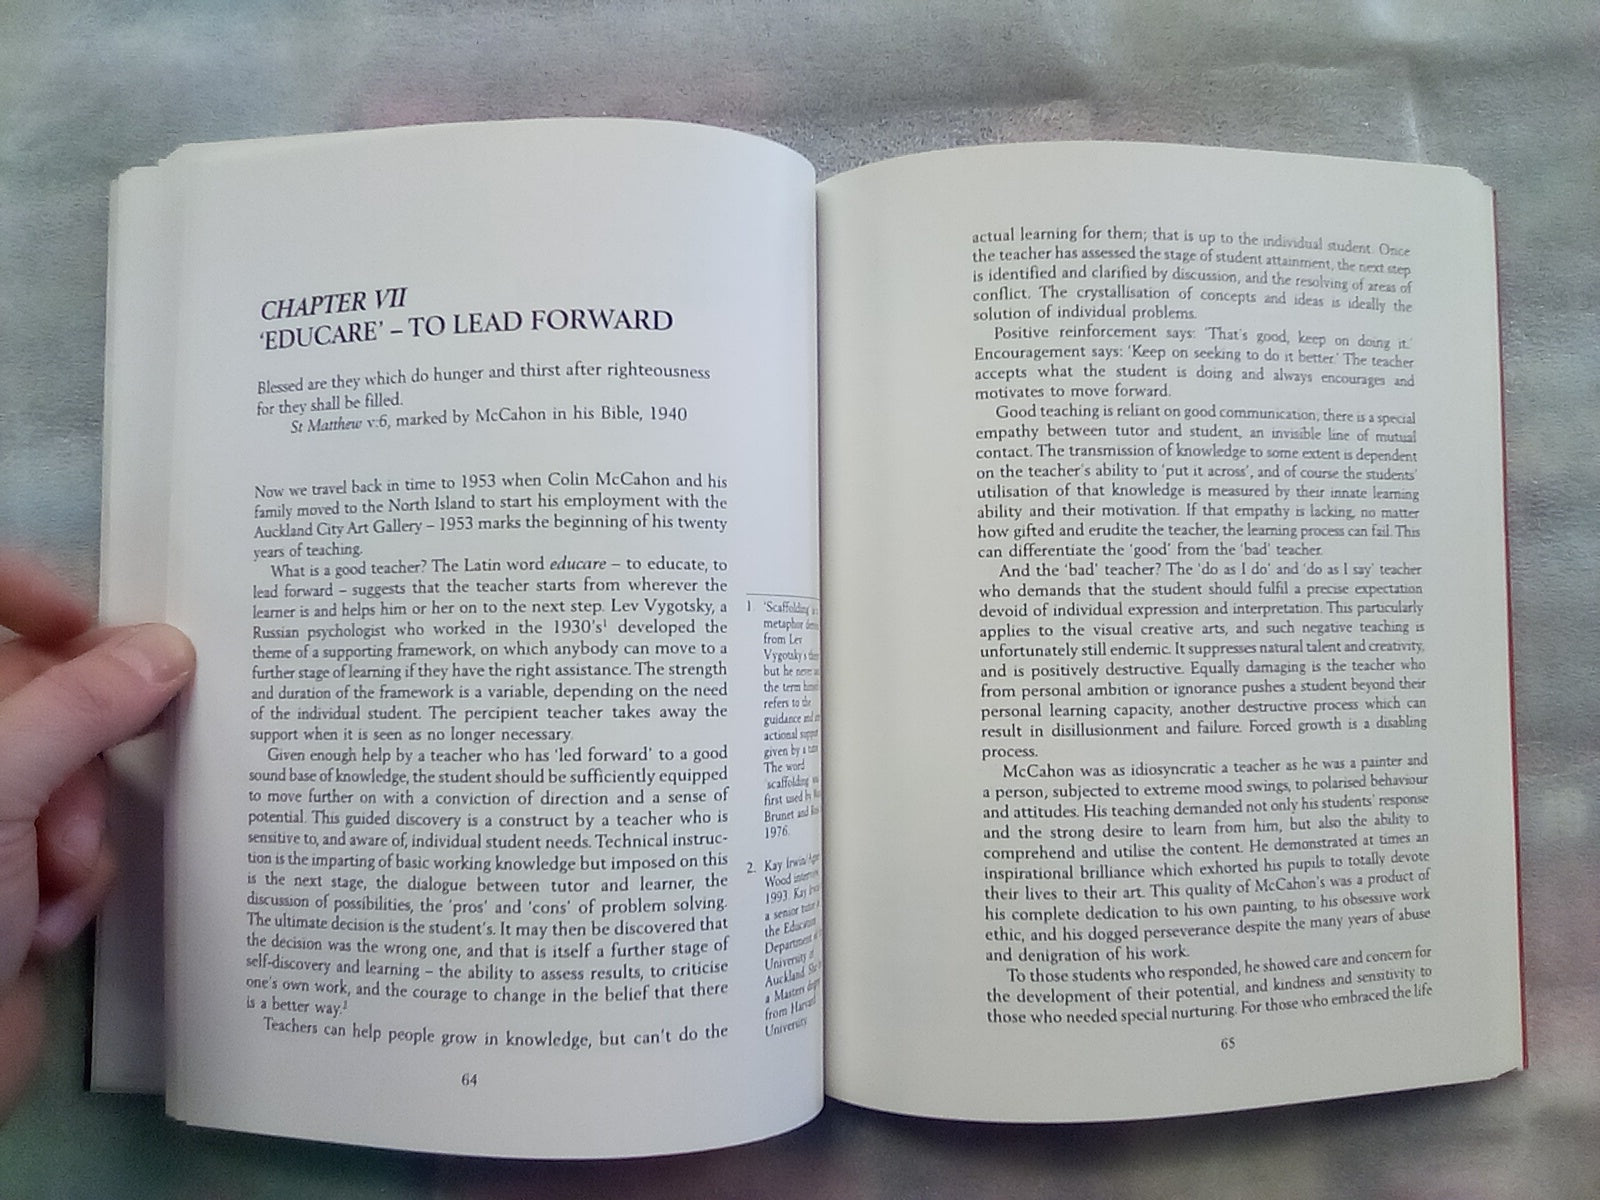 CHAPTER VII
'EDUCARE' – TO LEAD FORWARD
Blessed are they which do hunger and thirst after righteousness
for they shall be filled.
St Matthew v:6, marked by McCahon in his Bible, 1940
Now we travel back in time to 1953 when Colin McCahon and his
family moved to the North Island to start his employment with the
Auckland City Art Gallery – 1953 marks the beginning of his twenty
years of teaching.
What is a good teacher? The Latin word educare – to educate, to
lead forward – suggests that the teacher starts from wherever the
learner is and helps him or her on to the next step. Lev Vygotsky, a
Russian psychologist who worked in the 1930's¹ developed the
theme of a supporting framework, on which anybody can move to a
further stage of learning if they have the right assistance. The strength
and duration of the framework is a variable, depending on the need
of the individual student. The percipient teacher takes away the
support when it is seen as no longer necessary.
Given enough help by a teacher who has 'led forward' to a good
sound base of knowledge, the student should be sufficiently equipped
to move further on with a conviction of direction and a sense of
potential. This guided discovery is a construct by a teacher who is
sensitive to, and aware of, individual student needs. Technical instruc-
tion is the imparting of basic working knowledge but imposed on this
is the next stage, the dialogue between tutor and learner, the
discussion of possibilities, the 'pros' and 'cons' of problem solving.
The ultimate decision is the student's. It may then be discovered that
the decision was the wrong one, and that is itself a further stage of
self-discovery and learning – the ability to assess results, to criticise
one's own work, and the courage to change in the belief that there
is a better way.²
Teachers can help people grow in knowledge, but can't do the
1. 'Scaffolding'
metaphor
from Lev
Vygotsky's
but he never
the term
refers to the
guidance and
actional support
given by a
The word
'scaffolding'
first used by
Brunet and
1976.
2. Kay Irwin/
Wood
1993. Kay
a senior
the Education
Department
University of
Auckland. She
a Masters
from Harvard
University.
64
actual learning for them; that is up to the individual student. Once
the teacher has assessed the stage of student attainment, the next step
is identified and clarified by discussion, and the resolving of areas of
conflict. The crystallisation of concepts and ideas is ideally the
solution of individual problems.
Positive reinforcement says: 'That's good, keep on doing it.'
Encouragement says: 'Keep on seeking to do it better.' The teacher
accepts what the student is doing and always encourages and
motivates to move forward.
Good teaching is reliant on good communication; there is a special
empathy between tutor and student, an invisible line of mutual
contact. The transmission of knowledge to some extent is dependent
on the teacher's ability to 'put it across', and of course the students'
utilisation of that knowledge is measured by their innate learning
ability and their motivation. If that empathy is lacking, no matter
how gifted and erudite the teacher, the learning process can fail. This
can differentiate the 'good' from the 'bad' teacher.
And the 'bad' teacher? The 'do as I do' and 'do as I say' teacher
who demands that the student should fulfil a precise expectation
devoid of individual expression and interpretation. This particularly
applies to the visual creative arts, and such negative teaching is
unfortunately still endemic. It suppresses natural talent and creativity,
and is positively destructive. Equally damaging is the teacher who
from personal ambition or ignorance pushes a student beyond their
personal learning capacity, another destructive process which can
result in disillusionment and failure. Forced growth is a disabling
process.
McCahon was as idiosyncratic a teacher as he was a painter and
a person, subjected to extreme mood swings, to polarised behaviour
and attitudes. His teaching demanded not only his students' response
and the strong desire to learn from him, but also the ability to
comprehend and utilise the content. He demonstrated at times an
inspirational brilliance which exhorted his pupils to totally devote
their lives to their art. This quality of McCahon's was a product of
his complete dedication to his own painting, to his obsessive work
ethic, and his dogged perseverance despite the many years of abuse
and denigration of his work.
To those students who responded, he showed care and concern for
the development of their potential, and kindness and sensitivity to
those who needed special nurturing. For those who embraced the life
65